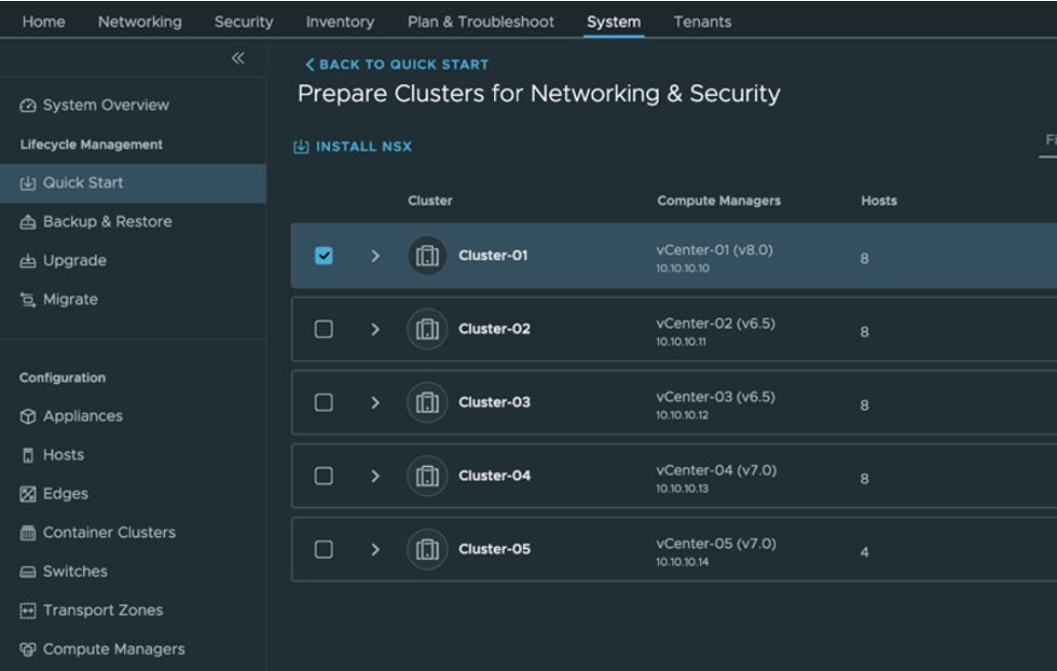 Home Networking Security Inventory Plan & Troubleshoot System Tenants
BACK TO QUICK START
Prepare Clusters for Networking & Security
INSTALL NSX
System Overview
Lifecycle Management
Quick Start
Backup & Restore
Upgrade
Migrate
Configuration
Appliances
Hosts
Edges
Container Clusters
Switches
Transport Zones
Compute Managers
Cluster Compute Managers Hosts
Cluster-01 vCenter-01 (v8.0) 8
10.10.10.10
Cluster-02 vCenter-02 (v6.5) 8
10.10.10.11
Cluster-03 vCenter-03 (v6.5) 8
10.10.10.12
Cluster-04 vCenter-04 (v7.0) 8
10.10.10.13
Cluster-05 vCenter-05 (v7.0) 4
10.10.10.14